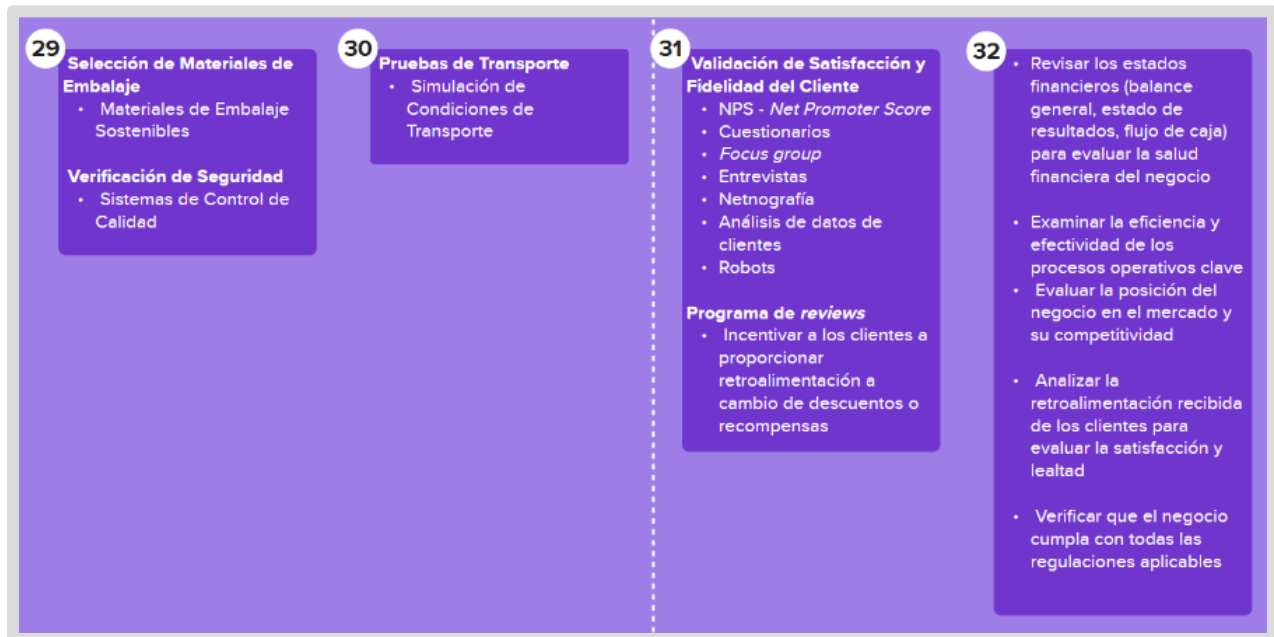 29
Selección de Materiales de
Embalaje
• Materiales de Embalaje
Sostenibles
Verificación de Seguridad
• Sistemas de Control de
Calidad
30
Pruebas de Transporte
• Simulación de
Condiciones de
Transporte
31
Validación de Satisfacción y
Fidelidad del Cliente
• NPS - Net Promoter Score
• Cuestionarios
• Focus group
• Entrevistas
• Netnografía
• Análisis de datos de
clientes
• Robots
Programa de reviews
• Incentivar a los clientes a
proporcionar
retroalimentación a
cambio de descuentos o
recompensas
32
• Revisar los estados
financieros (balance
general, estado de
resultados, flujo de caja)
para evaluar la salud
financiera del negocio
• Examinar la eficiencia y
efectividad de los
procesos operativos clave
• Evaluar la posición del
negocio en el mercado y
su competitividad
• Analizar la
retroalimentación recibida
de los clientes para
evaluar la satisfacción y
lealtad
• Verificar que el negocio
cumpla con todas las
regulaciones aplicables